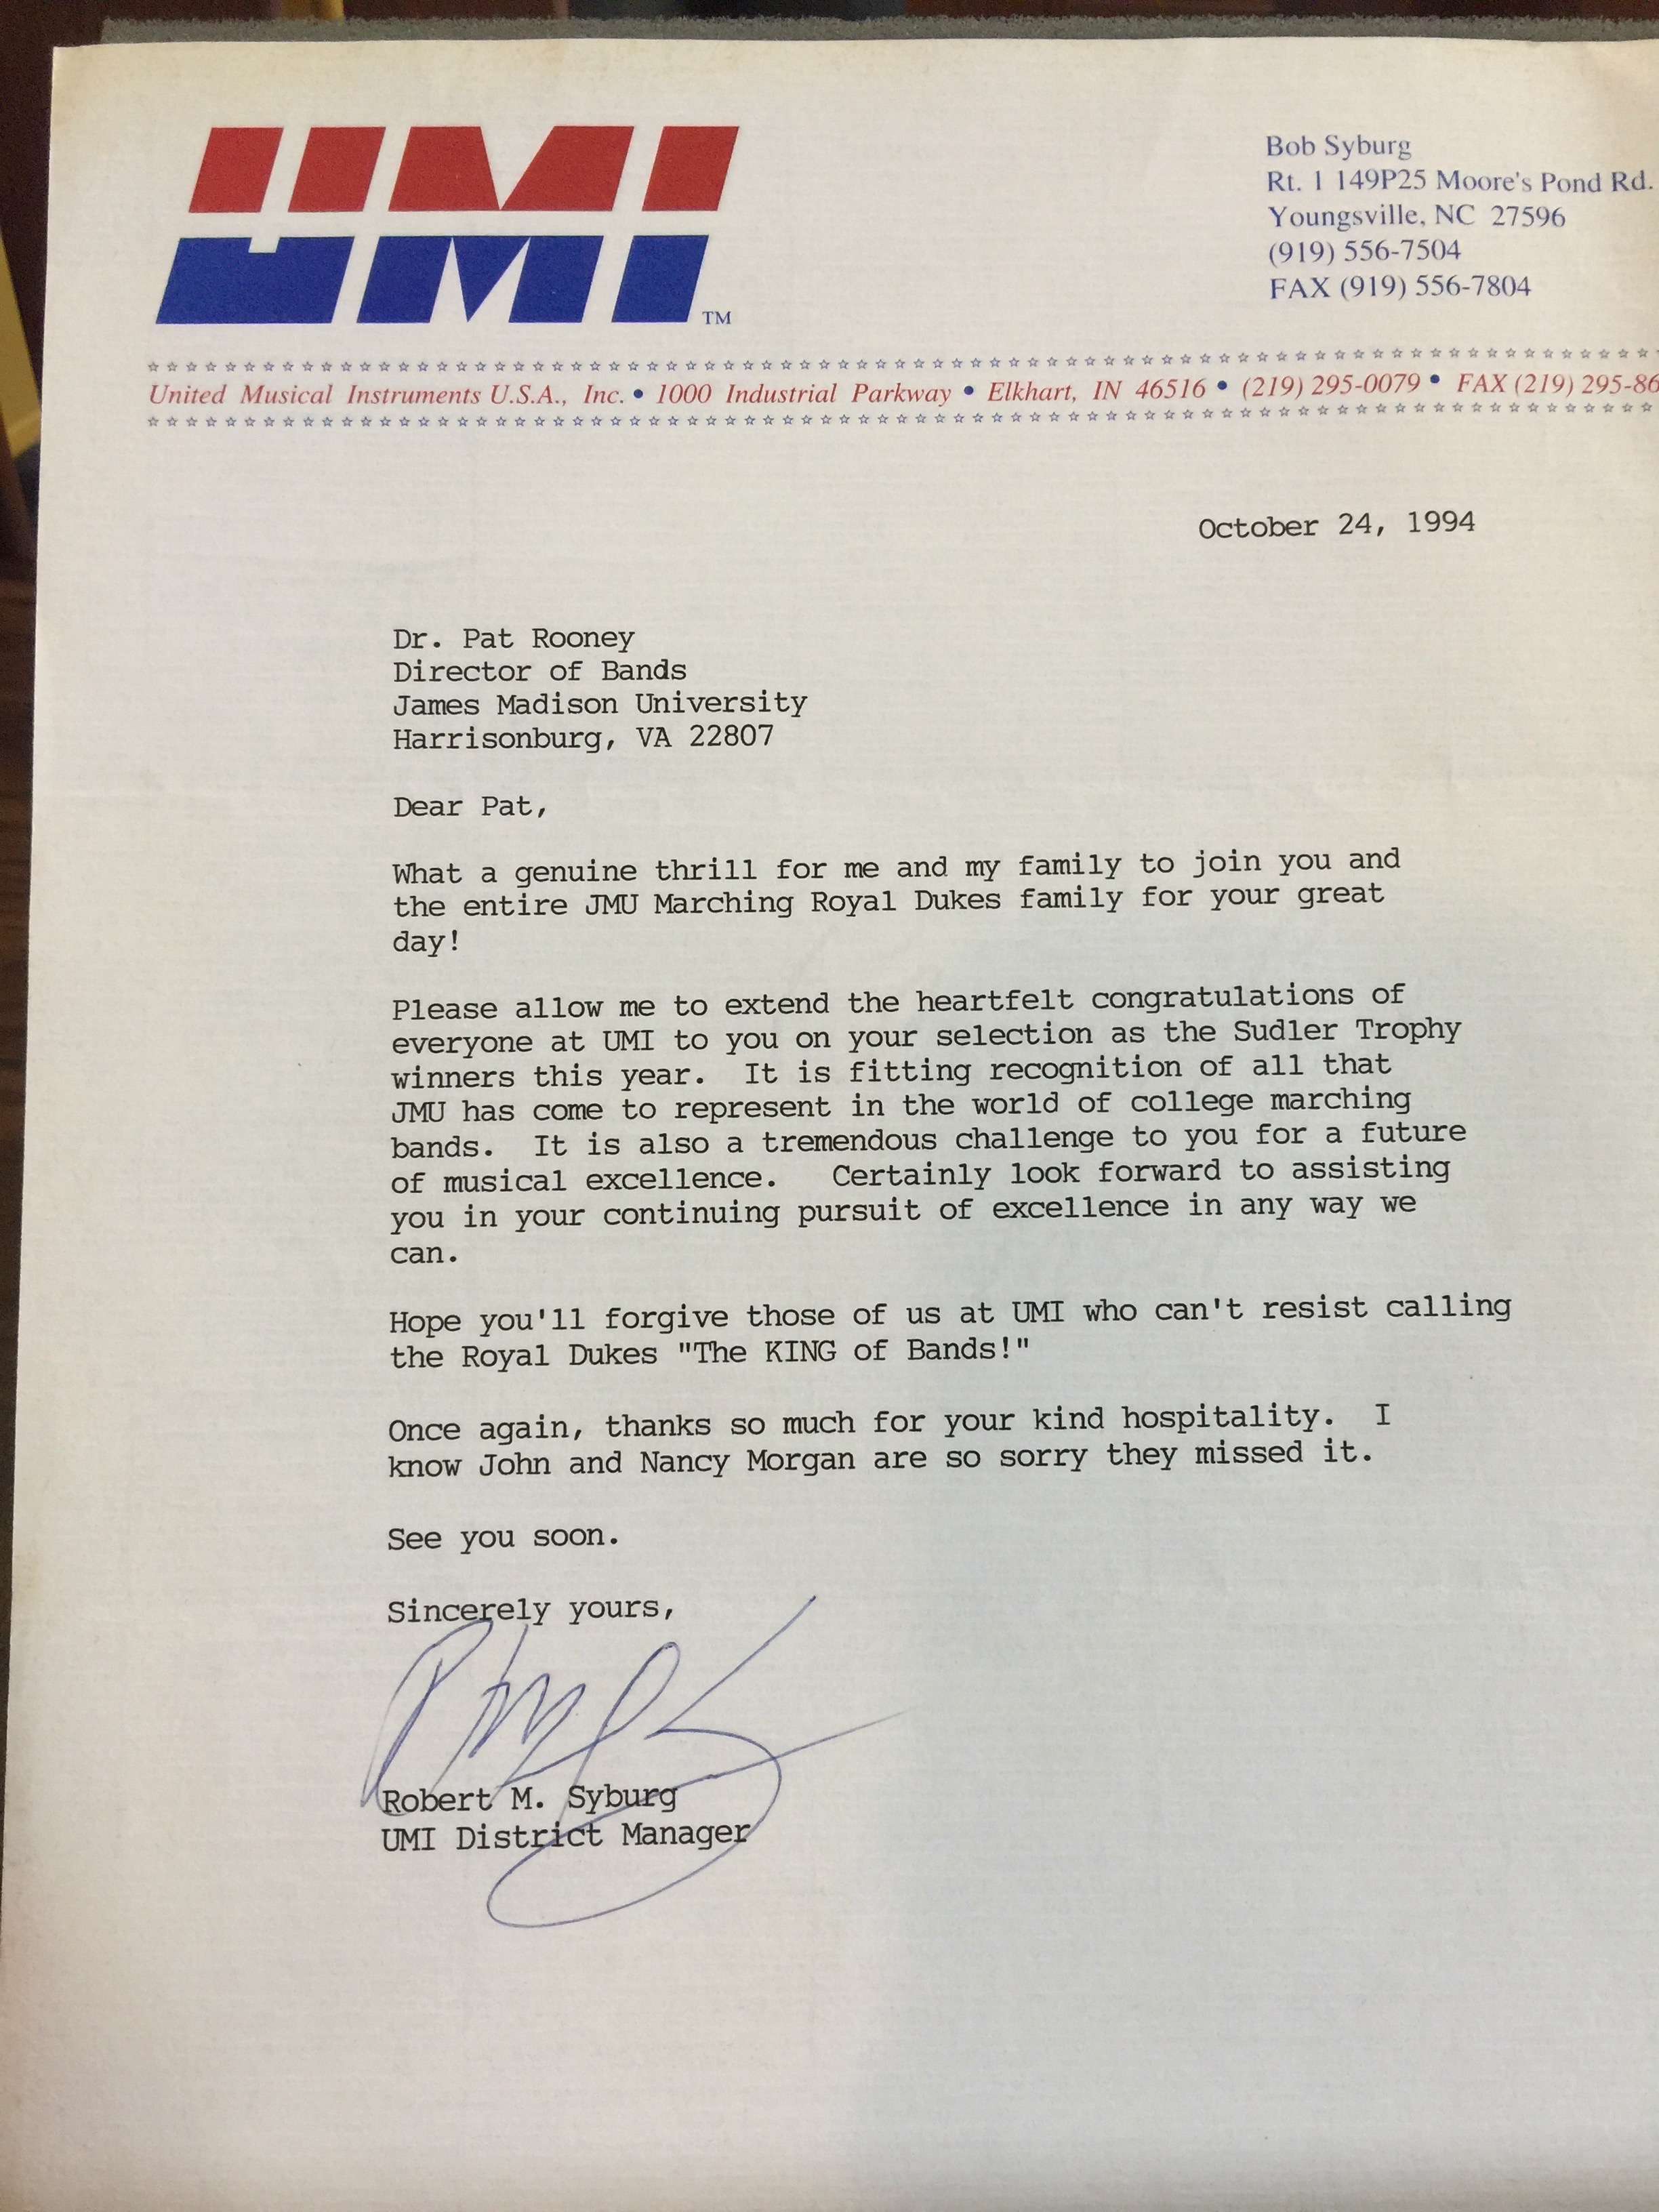 UMI
TM
Bob Syburg
Rt. 1 149P25 Moore's Pond Rd.
Youngsville, NC 27596
(919) 556-7504
FAX (919) 556-7804
United Musical Instruments U.S.A., Inc. • 1000 Industrial Parkway • Elkhart, IN 46516 • (219) 295-0079 • FAX (219) 295-86
October 24, 1994
Dr. Pat Rooney
Director of Bands
James Madison University
Harrisonburg, VA 22807
Dear Pat,
What a genuine thrill for me and my family to join you and
the entire JMU Marching Royal Dukes family for your great
day!
Please allow me to extend the heartfelt congratulations of
everyone at UMI to you on your selection as the Sudler Trophy
winners this year.  It is fitting recognition of all that
JMU has come to represent in the world of college marching
bands.  It is also a tremendous challenge to you for a future
of musical excellence.   Certainly look forward to assisting
you in your continuing pursuit of excellence in any way we
can.
Hope you'll forgive those of us at UMI who can't resist calling
the Royal Dukes "The KING of Bands!"
Once again, thanks so much for your kind hospitality.  I
know John and Nancy Morgan are so sorry they missed it.
See you soon.
Sincerely yours,
Robert M. Syburg
UMI District Manager